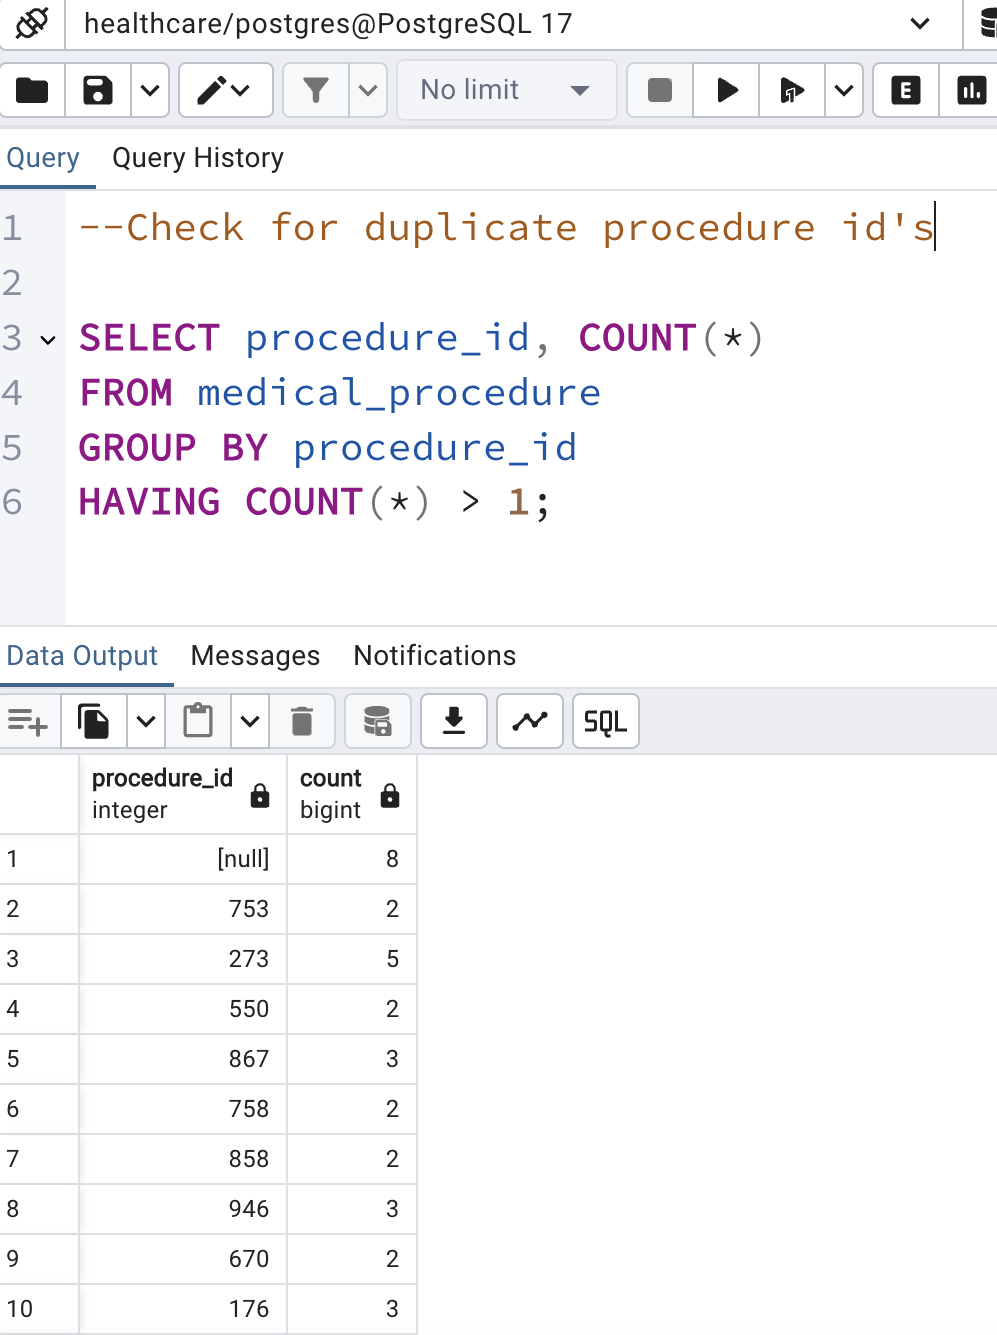 healthcare/postgres@PostgreSQL 17
No limit
E
Query Query History
1 --Check for duplicate procedure id's
2
3 SELECT procedure_id, COUNT(*)
4 FROM medical_procedure
5 GROUP BY procedure_id
6 HAVING COUNT(*) > 1;
Data Output Messages Notifications
SQL
procedure_id count
integer bigint
1 [null] 8
2 753 2
3 273 5
4 550 2
5 867 3
6 758 2
7 858 2
8 946 3
9 670 2
10 176 3